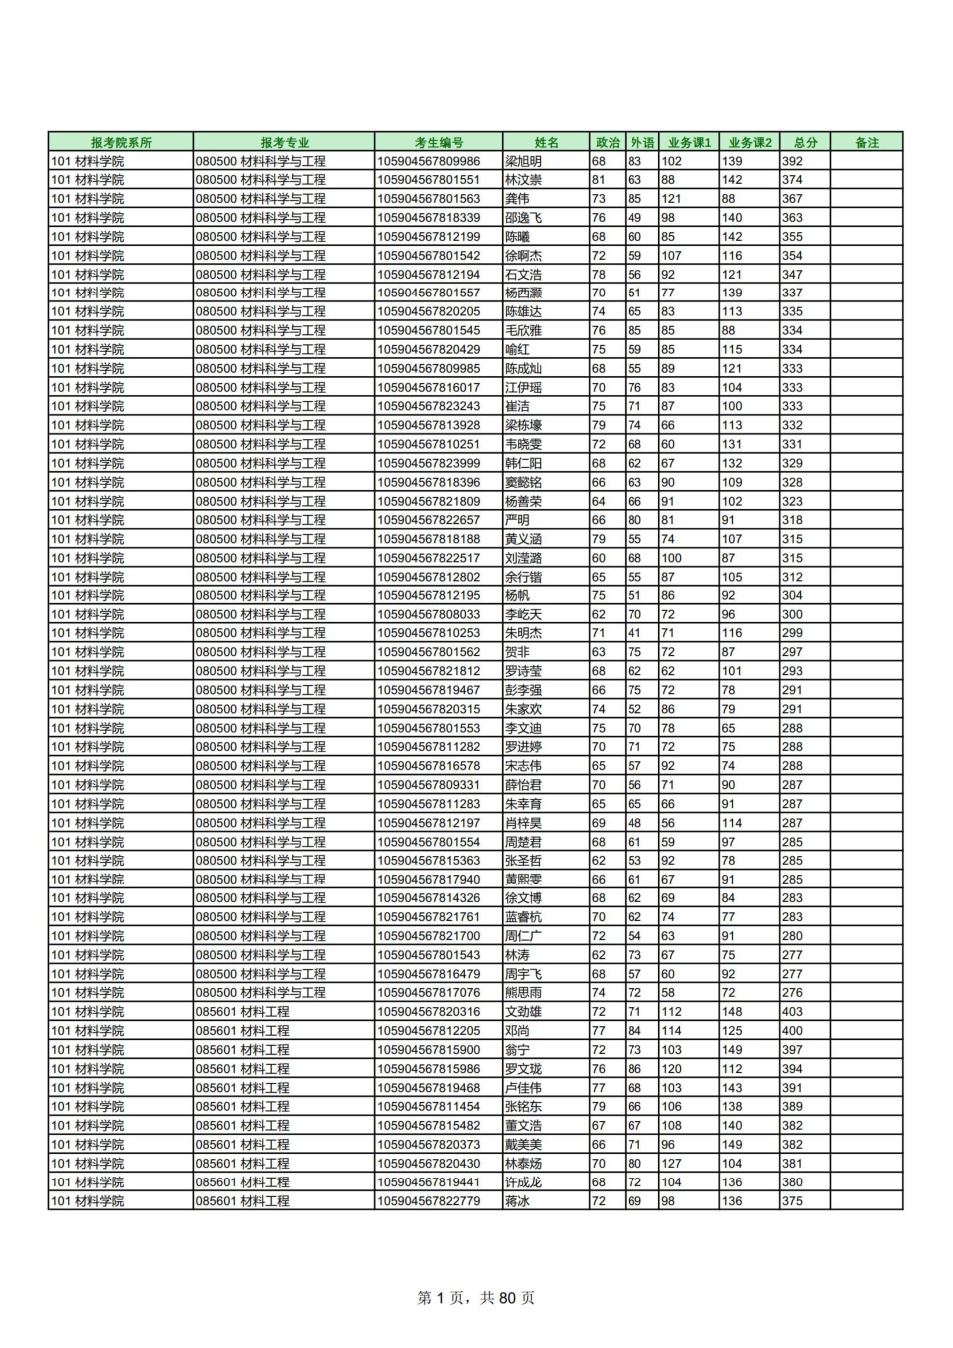 报考院系所 报考专业 考生编号 姓名 政治 外语 业务课1 业务课2 总分 备注
101 材料学院 080500 材料科学与工程 105904567809986 梁旭明 68 83 102 139 392
101 材料学院 080500 材料科学与工程 105904567801551 林汶崇 81 63 88 142 374
101 材料学院 080500 材料科学与工程 105904567801563 龚伟 73 85 121 88 367
101 材料学院 080500 材料科学与工程 105904567818339 邵逸飞 76 49 98 140 363
101 材料学院 080500 材料科学与工程 105904567812199 陈曦 68 60 85 142 355
101 材料学院 080500 材料科学与工程 105904567801542 徐啊杰 72 59 107 116 354
101 材料学院 080500 材料科学与工程 105904567812194 石文浩 78 56 92 121 347
101 材料学院 080500 材料科学与工程 105904567801557 杨西灏 70 51 77 139 337
101 材料学院 080500 材料科学与工程 105904567820205 陈雄达 74 65 83 113 335
101 材料学院 080500 材料科学与工程 105904567801545 毛欣雅 76 85 85 88 334
101 材料学院 080500 材料科学与工程 105904567820429 喻红 75 59 85 115 334
101 材料学院 080500 材料科学与工程 105904567809985 陈成灿 68 55 89 121 333
101 材料学院 080500 材料科学与工程 105904567816017 江伊瑶 70 76 83 104 333
101 材料学院 080500 材料科学与工程 105904567823243 崔洁 75 71 87 100 333
101 材料学院 080500 材料科学与工程 105904567813928 梁栋壕 79 74 66 113 332
101 材料学院 080500 材料科学与工程 105904567810251 韦晓雯 72 68 60 131 331
101 材料学院 080500 材料科学与工程 105904567823999 韩仁阳 68 62 67 132 329
101 材料学院 080500 材料科学与工程 105904567818396 窦懿铭 66 63 90 109 328
101 材料学院 080500 材料科学与工程 105904567821809 杨善荣 64 66 91 102 323
101 材料学院 080500 材料科学与工程 105904567822657 严明 66 80 81 91 318
101 材料学院 080500 材料科学与工程 105904567818188 黄义涵 79 55 74 107 315
101 材料学院 080500 材料科学与工程 105904567822517 刘滢潞 60 68 100 87 315
101 材料学院 080500 材料科学与工程 105904567812802 余行锴 65 55 87 105 312
101 材料学院 080500 材料科学与工程 105904567812195 杨帆 75 51 86 92 304
101 材料学院 080500 材料科学与工程 105904567808033 李屹天 62 70 72 96 300
101 材料学院 080500 材料科学与工程 105904567810253 朱明杰 71 41 71 116 299
101 材料学院 080500 材料科学与工程 105904567801562 贺非 63 75 72 87 297
101 材料学院 080500 材料科学与工程 105904567821812 罗诗莹 68 62 62 101 293
101 材料学院 080500 材料科学与工程 105904567819467 彭李强 66 75 72 78 291
101 材料学院 080500 材料科学与工程 105904567820315 朱家欢 74 52 86 79 291
101 材料学院 080500 材料科学与工程 105904567801553 李文迪 75 70 78 65 288
101 材料学院 080500 材料科学与工程 105904567811282 罗进婷 70 71 72 75 288
101 材料学院 080500 材料科学与工程 105904567816578 宋志伟 65 57 92 74 288
101 材料学院 080500 材料科学与工程 105904567809331 薛怡君 70 56 71 90 287
101 材料学院 080500 材料科学与工程 105904567811283 朱幸育 65 65 66 91 287
101 材料学院 080500 材料科学与工程 105904567812197 肖梓昊 69 48 56 114 287
101 材料学院 080500 材料科学与工程 105904567801554 周楚君 68 61 59 97 285
101 材料学院 080500 材料科学与工程 105904567815363 张圣哲 62 53 92 78 285
101 材料学院 080500 材料科学与工程 105904567817940 黄熙雯 66 61 67 91 285
101 材料学院 080500 材料科学与工程 105904567814326 徐文博 68 62 69 84 283
101 材料学院 080500 材料科学与工程 105904567821761 蓝睿杭 70 62 74 77 283
101 材料学院 080500 材料科学与工程 105904567821700 周仁广 72 54 63 91 280
101 材料学院 080500 材料科学与工程 105904567801543 林涛 62 73 67 75 277
101 材料学院 080500 材料科学与工程 105904567816479 周宇飞 68 57 60 92 277
101 材料学院 080500 材料科学与工程 105904567817076 熊思雨 74 72 58 72 276
101 材料学院 085601 材料工程 105904567820316 文劲雄 72 71 112 148 403
101 材料学院 085601 材料工程 105904567812205 邓尚 77 84 114 125 400
101 材料学院 085601 材料工程 105904567815900 翁宁 72 73 103 149 397
101 材料学院 085601 材料工程 105904567815986 罗文珑 76 86 120 112 394
101 材料学院 085601 材料工程 105904567819468 卢佳伟 77 68 103 143 391
101 材料学院 085601 材料工程 105904567811454 张铭东 79 66 106 138 389
101 材料学院 085601 材料工程 105904567815482 董文浩 67 67 108 140 382
101 材料学院 085601 材料工程 105904567820373 戴美美 66 71 96 149 382
101 材料学院 085601 材料工程 105904567820430 林泰炀 70 80 127 104 381
101 材料学院 085601 材料工程 105904567819441 许成龙 68 72 104 136 380
101 材料学院 085601 材料工程 105904567822779 蒋冰 72 69 98 136 375
第 1 页，共 80 页